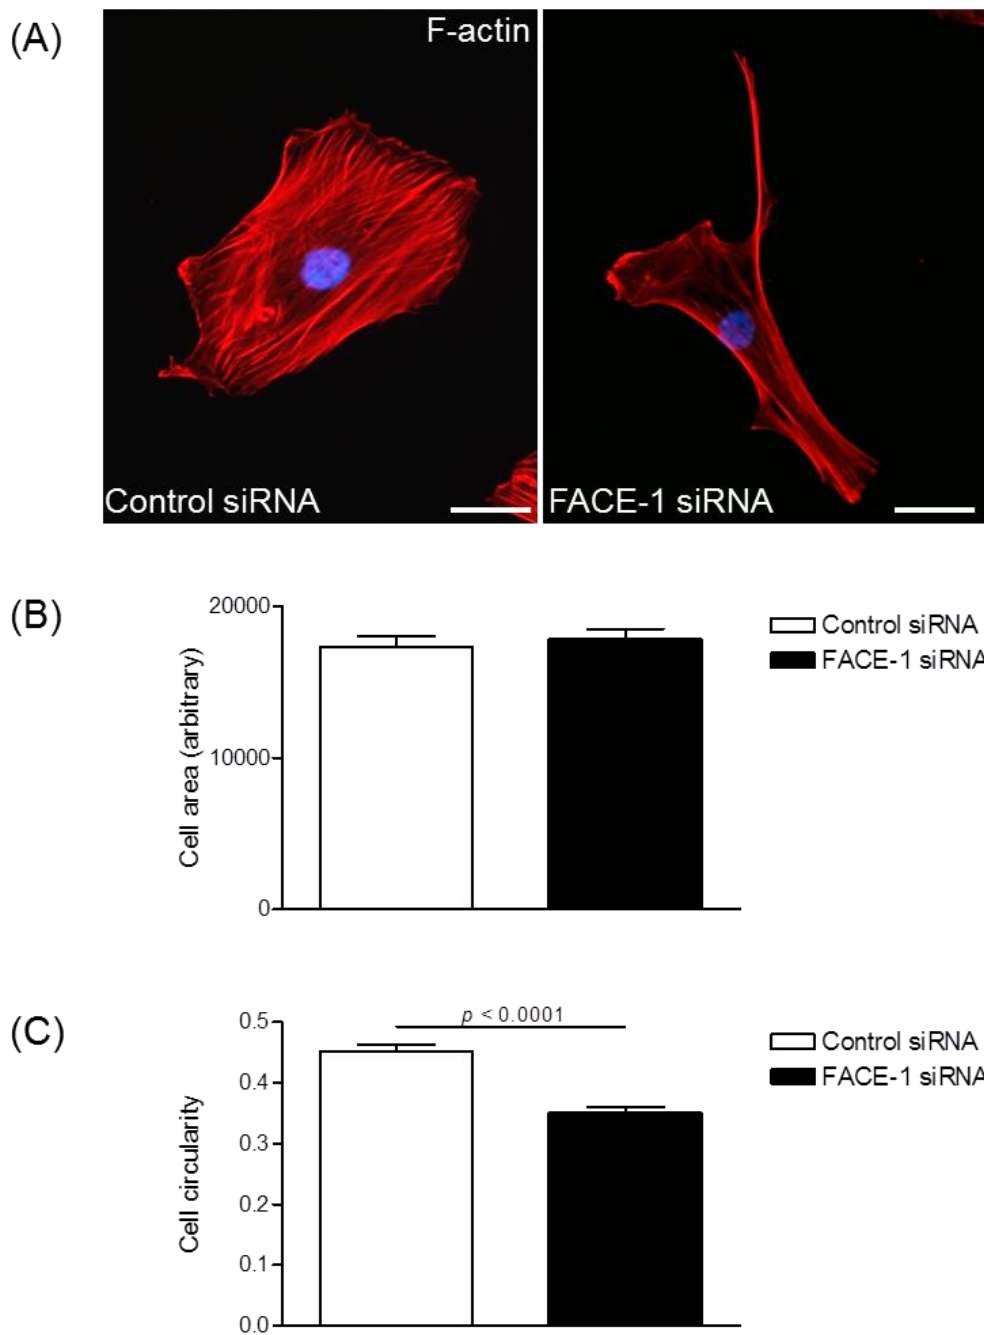 (A)
F-actin
Control siRNA
FACE-1 siRNA
(B)
20000
10000
0
Cell area (arbitrary)
Control siRNA
FACE-1 siRNA
(C)
p < 0.0001
0.5
0.4
0.3
0.2
0.1
0.0
Cell circularity
Control siRNA
FACE-1 siRNA